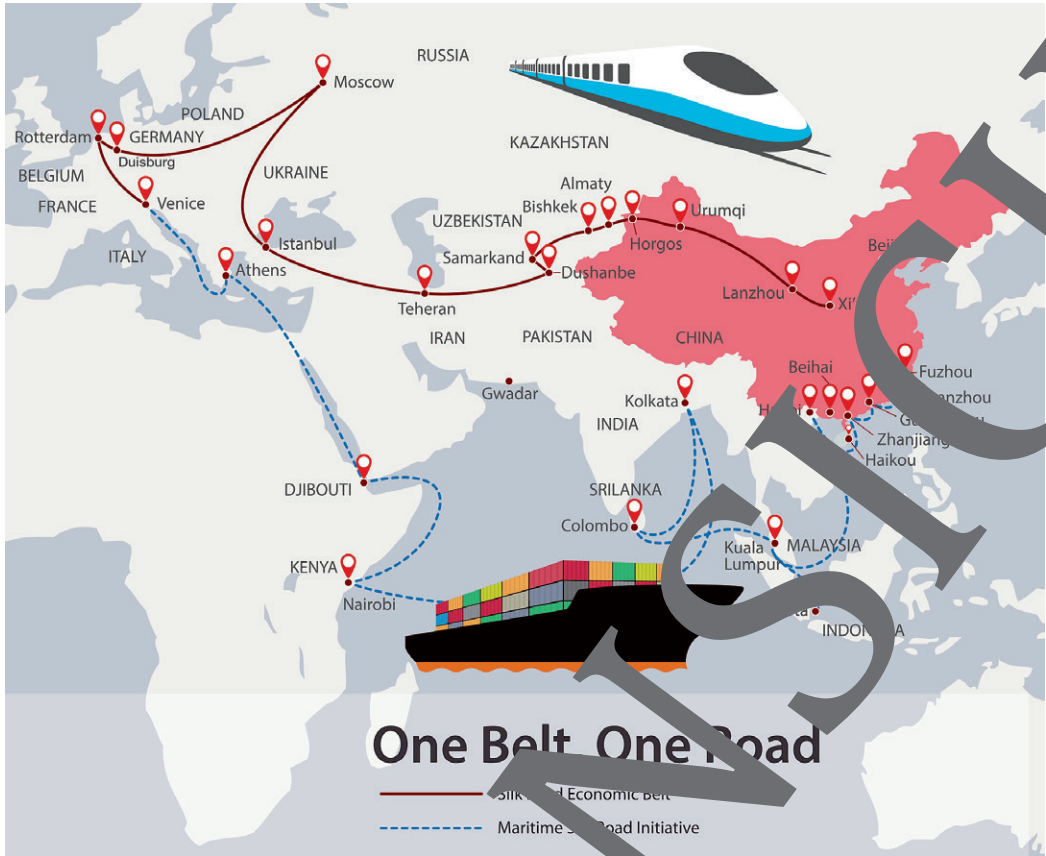 RUSSIA
Moscow
POLAND
Rotterdam
GERMANY
Duisburg
KAZAKHSTAN
BELGIUM
UKRAINE
Almaty
FRANCE
Venice
UZBEKISTAN
Bishkek
Urumqi
Horgos
ITALY
Istanbul
Samarkand
Athens
Dushanbe
Teheran
Lanzhou
IRAN
PAKISTAN
CHINA
Gwadar
Kolkata
Beihai
Fuzhou
INDIA
Zhanjiang
Haikou
DJIBOUTI
SRILANKA
Colombo
Kuala
Lumpur
MALAYSIA
KENYA
Nairobi
One Belt One Road
Economic Belt
Maritime Road Initiative